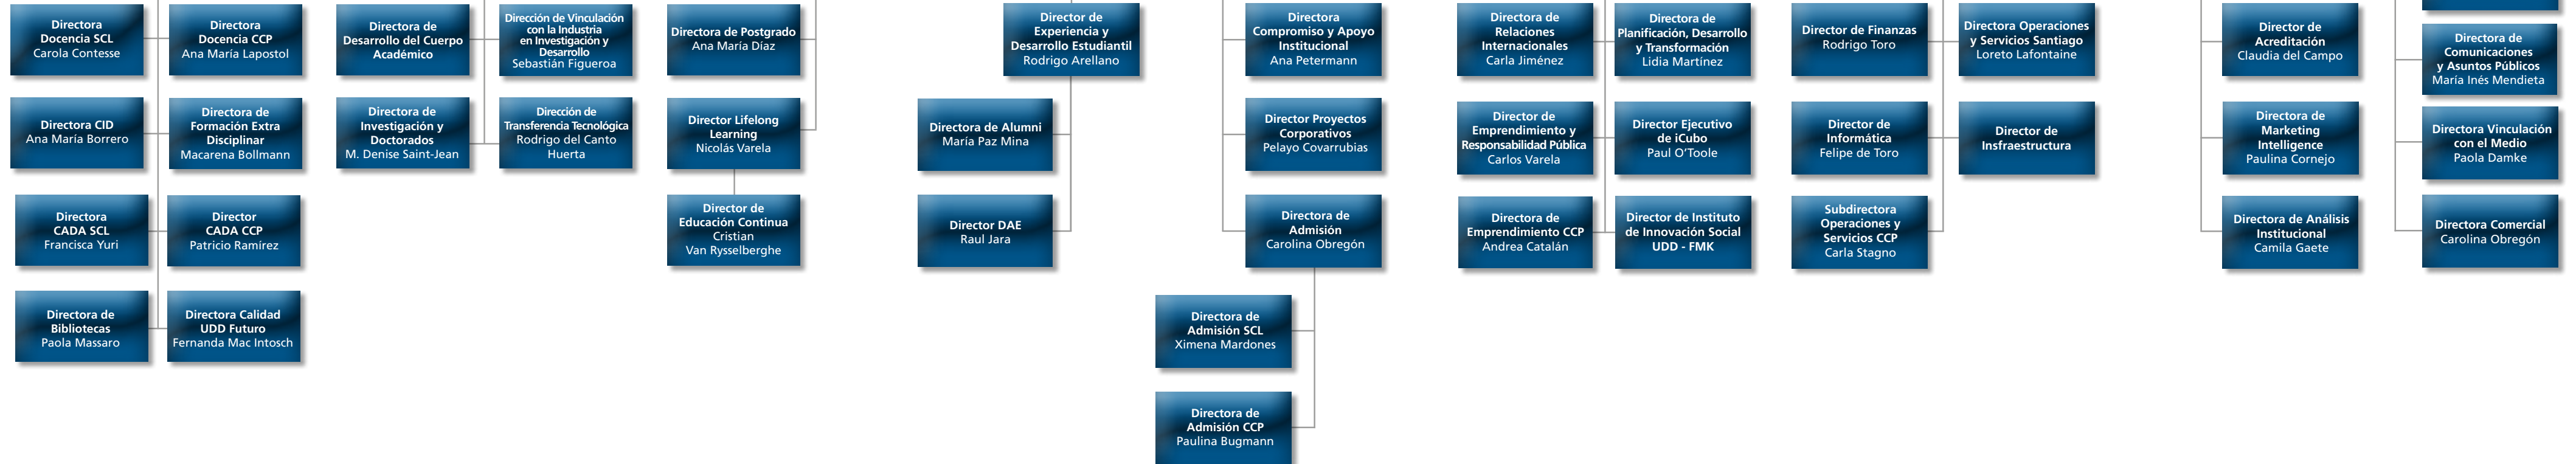 Directora
Docencia SCL
Carola Contesse
Directora
Docencia CCP
Ana María Lapostol
Directora de
Desarrollo del Cuerpo
Académico
Dirección de Vinculación
con la Industria
en Investigación y
Desarrollo
Sebastián Figueroa
Directora de Postgrado
Ana María Díaz
Director de
Experiencia y
Desarrollo Estudiantil
Rodrigo Arellano
Directora
Compromiso y Apoyo
Institucional
Ana Petermann
Directora de
Relaciones
Internacionales
Carla Jiménez
Directora de
Planificación, Desarrollo
y Transformación
Lidia Martínez
Director de Finanzas
Rodrigo Toro
Directora Operaciones
y Servicios Santiago
Loreto Lafontaine
Director de
Acreditación
Claudia del Campo
Directora de
Comunicaciones
y Asuntos Públicos
María Inés Mendieta
Directora CID
Ana María Borrero
Directora de
Formación Extra
Disciplinar
Macarena Bollmann
Directora de
Investigación y
Doctorados
M. Denise Saint-Jean
Dirección de
Transferencia Tecnológica
Rodrigo del Canto
Huerta
Director Lifelong
Learning
Nicolás Varela
Directora de Alumni
María Paz Mina
Director Proyectos
Corporativos
Pelayo Covarrubias
Director de
Emprendimiento y
Responsabilidad Pública
Carlos Varela
Director Ejecutivo
de iCubo
Paul O’Toole
Director de
Informática
Felipe de Toro
Director de
Insfraestructura
Directora de
Marketing
Intelligence
Paulina Cornejo
Directora Vinculación
con el Medio
Paola Damke
Directora
CADA SCL
Francisca Yuri
Director
CADA CCP
Patricio Ramírez
Director de
Educación Continua
Cristian
Van Rysselberghe
Director DAE
Raul Jara
Directora de
Admisión
Carolina Obregón
Directora de
Emprendimiento CCP
Andrea Catalán
Director de Instituto
de Innovación Social
UDD - FMK
Subdirectora
Operaciones y
Servicios CCP
Carla Stagno
Directora de Análisis
Institucional
Camila Gaete
Directora Comercial
Carolina Obregón
Directora de
Bibliotecas
Paola Massaro
Directora Calidad
UDD Futuro
Fernanda Mac Intosch
Directora de
Admisión SCL
Ximena Mardones
Directora de
Admisión CCP
Paulina Bugmann